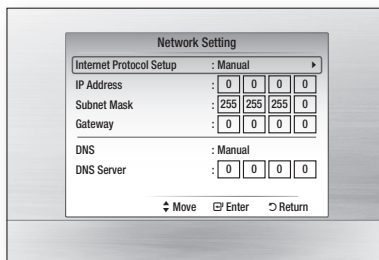 Network Setting
Internet Protocol Setup : Manual ▶
IP Address : 0 0 0 0
Subnet Mask : 255 255 255 0
Gateway : 0 0 0 0
DNS : Manual
DNS Server : 0 0 0 0
Move Enter Return